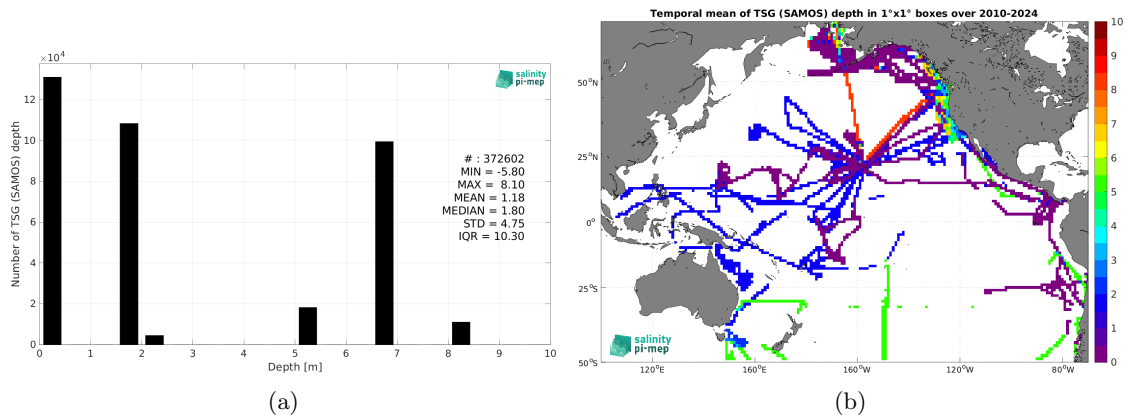 ×10⁴
12
10
8
6
4
2
0
0 1 2 3 4 5 6 7 8 9 10
Number of TSG (SAMOS) depth
Depth [m]
salinity
pi-mep
# : 372602
MIN = -5.80
MAX = 8.10
MEAN = 1.18
MEDIAN = 1.80
STD = 4.75
IQR = 10.30
(a)
Temporal mean of TSG (SAMOS) depth in 1°x1° boxes over 2010-2024
50°N
25°N
0°
25°S
50°S
120°E 160°E 160°W 120°W 80°W
salinity
pi-mep
10
9
8
7
6
5
4
3
2
1
0
(b)